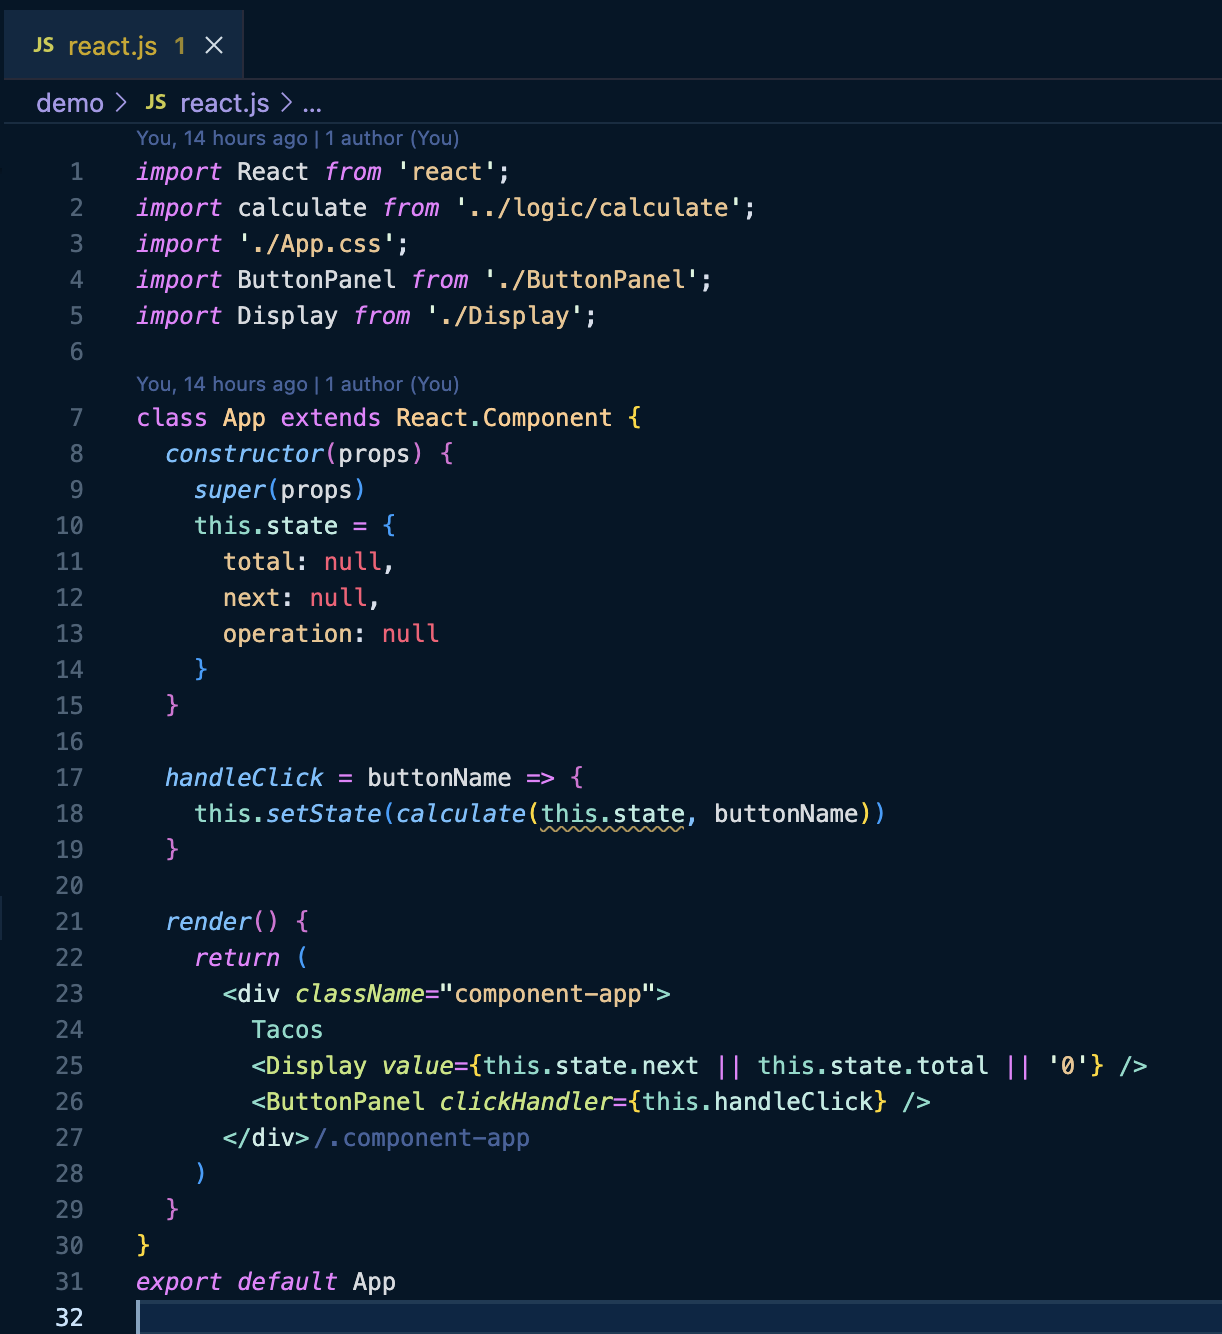 JS react.js 1 ×
demo > JS react.js > ...
You, 14 hours ago | 1 author (You)
1 import React from 'react';
2 import calculate from '../logic/calculate';
3 import './App.css';
4 import ButtonPanel from './ButtonPanel';
5 import Display from './Display';
6
You, 14 hours ago | 1 author (You)
7 class App extends React.Component {
8   constructor(props) {
9     super(props)
10     this.state = {
11       total: null,
12       next: null,
13       operation: null
14     }
15   }
16
17   handleClick = buttonName => {
18     this.setState(calculate(this.state, buttonName))
19   }
20
21   render() {
22     return (
23       <div className="component-app">
24         Tacos
25         <Display value={this.state.next || this.state.total || '0'} />
26         <ButtonPanel clickHandler={this.handleClick} />
27       </div>/.component-app
28     )
29   }
30 }
31 export default App
32